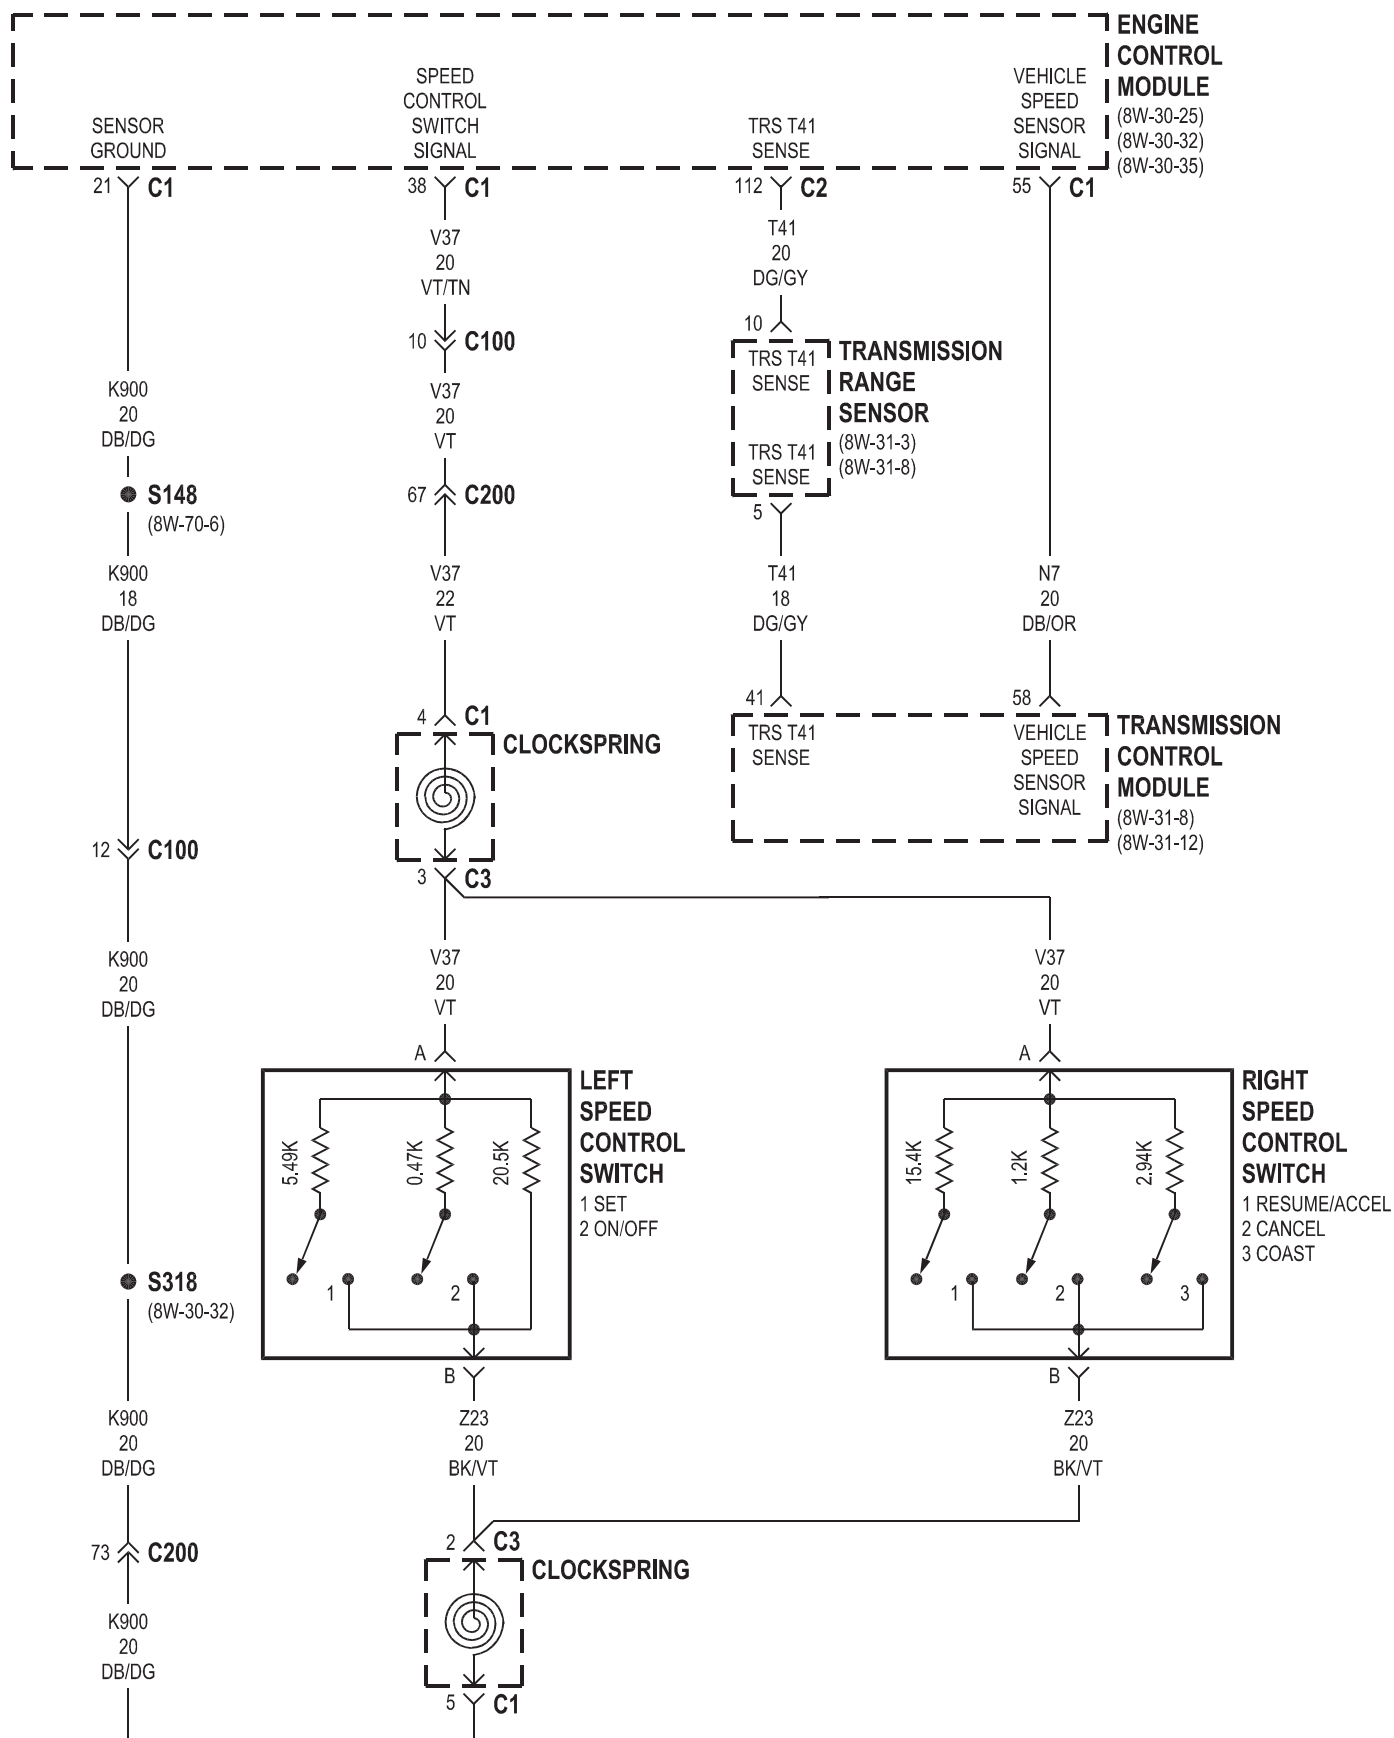 ENGINE
CONTROL
MODULE
(8W-30-25)
(8W-30-32)
(8W-30-35)
SENSOR
GROUND
SPEED
CONTROL
SWITCH
SIGNAL
TRS T41
SENSE
VEHICLE
SPEED
SENSOR
SIGNAL
21 C1
38 C1
112 C2
55 C1
V37
20
VT/TN
T41
20
DG/GY
10 C100
10
TRS T41
SENSE
TRS T41
SENSE
TRANSMISSION
RANGE
SENSOR
(8W-31-3)
(8W-31-8)
K900
20
DB/DG
V37
20
VT
S148
(8W-70-6)
67 C200
5
K900
18
DB/DG
V37
22
VT
T41
18
DG/GY
N7
20
DB/OR
4 C1
41
58
CLOCKSPRING
TRS T41
SENSE
VEHICLE
SPEED
SENSOR
SIGNAL
TRANSMISSION
CONTROL
MODULE
(8W-31-8)
(8W-31-12)
12 C100
3 C3
K900
20
DB/DG
V37
20
VT
V37
20
VT
A
A
5.49K
0.47K
20.5K
1
2
LEFT
SPEED
CONTROL
SWITCH
1 SET
2 ON/OFF
15.4K
1.2K
2.94K
1
2
3
RIGHT
SPEED
CONTROL
SWITCH
1 RESUME/ACCEL
2 CANCEL
3 COAST
S318
(8W-30-32)
B
B
K900
20
DB/DG
Z23
20
BK/VT
Z23
20
BK/VT
73 C200
2 C3
CLOCKSPRING
K900
20
DB/DG
5 C1